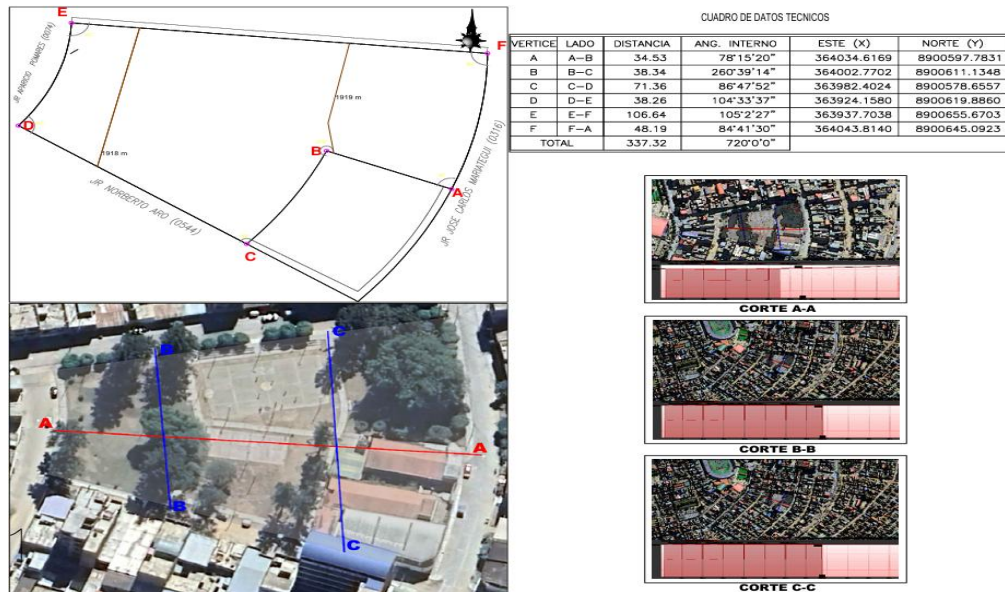 E
F
JR APARICIO POMARES (0074)
1919 m
D
B
1918 m
A
JR NORBERTO ARO (0544)
JR JOSE CARLOS MARIATEGUI (0316)
C
CUADRO DE DATOS TECNICOS
VERTICE LADO DISTANCIA ANG. INTERNO ESTE (X) NORTE (Y)
A A-B 34.53 78°15'20" 364034.6169 8900597.7831
B B-C 38.34 260°39'14" 364002.7702 8900611.1348
C C-D 71.36 86°47'52" 363982.4024 8900578.6557
D D-E 38.26 104°33'37" 363924.1580 8900619.8860
E E-F 106.64 105°2'27" 363937.7038 8900655.6703
F F-A 48.19 84°41'30" 364043.8140 8900645.0923
TOTAL 337.32 720°0'0"
C
B
A
A
B
C
CORTE A-A
CORTE B-B
CORTE C-C